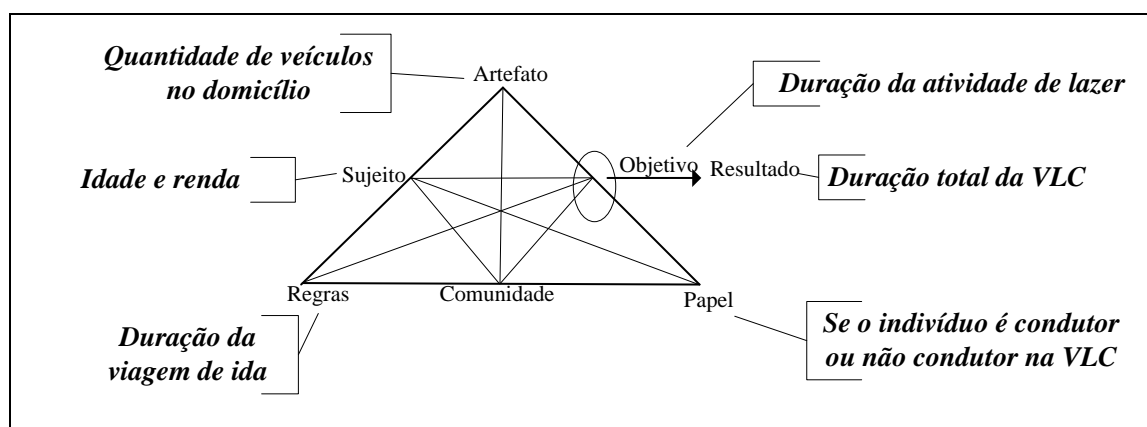 Quantidade de veículos
no domicílio
Artefato
Duração da atividade de lazer
Idade e renda
Sujeito
Objetivo
Resultado
Duração total da VLC
Regras
Comunidade
Papel
Duração da
viagem de ida
Se o indivíduo é condutor
ou não condutor na VLC